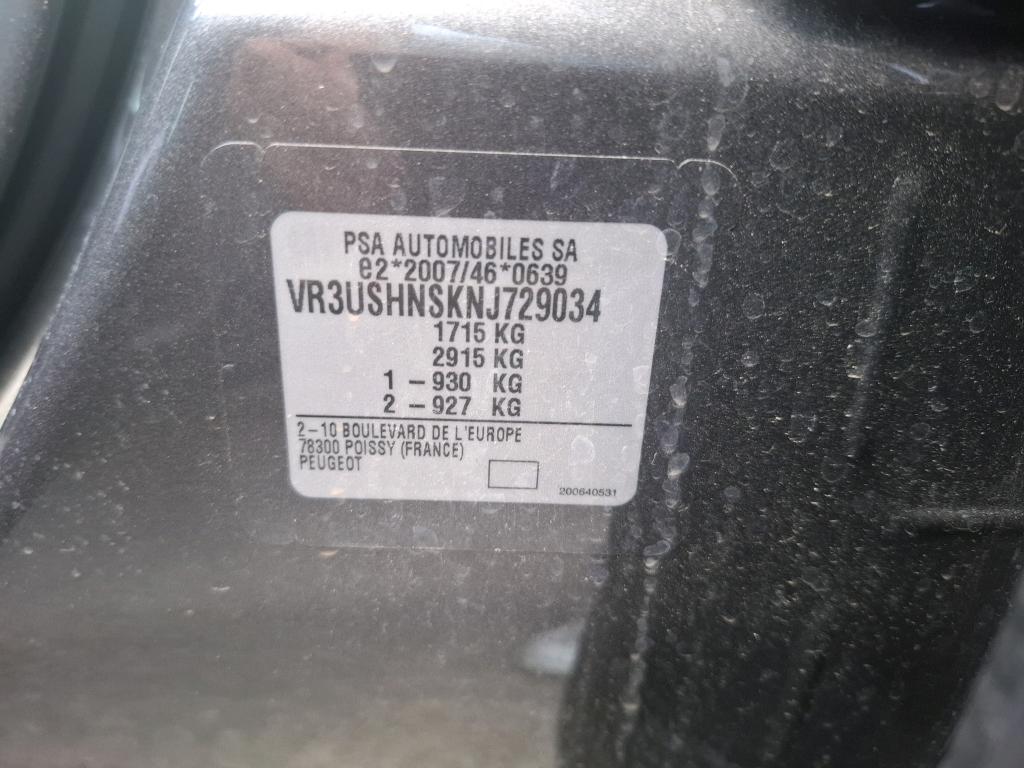 PSA AUTOMOBILES SA
e2*2007/46*0639
VR3USHNSKNJ729034
1715 KG
2915 KG
1 – 930 KG
2 – 927 KG
2–10 BOULEVARD DE L'EUROPE
78300 POISSY (FRANCE)
PEUGEOT
200640531